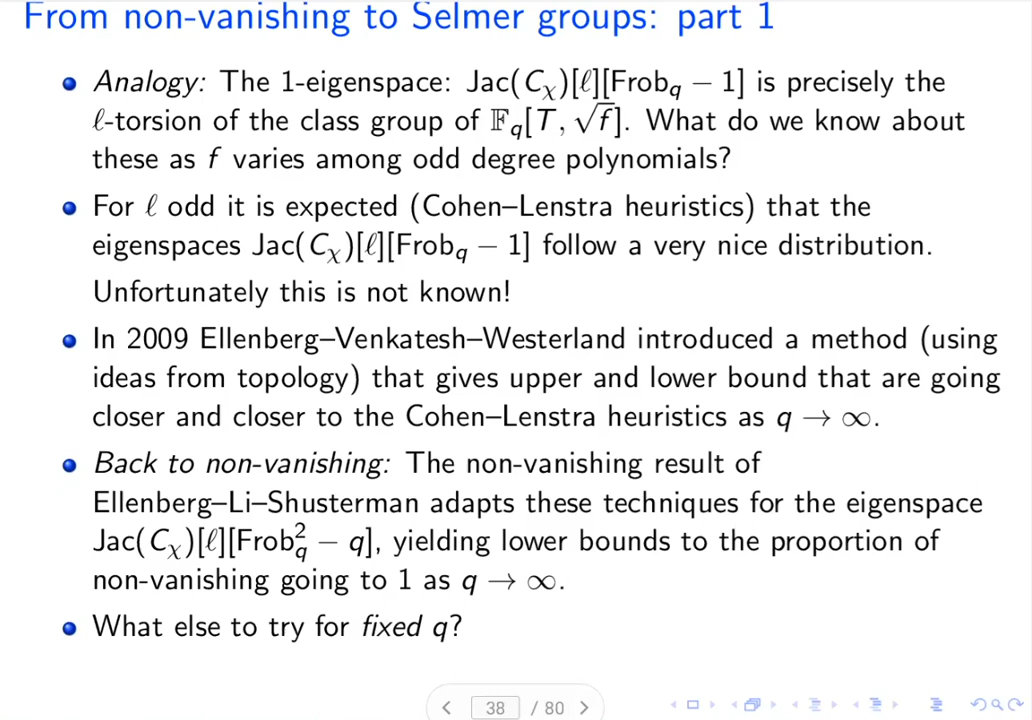 From non-vanishing to Selmer groups: part 1
Analogy: The 1-eigenspace: Jac(C_χ)[ℓ][Frob_q − 1] is precisely the
ℓ-torsion of the class group of 𝔽_q[T, √f]. What do we know about
these as f varies among odd degree polynomials?
For ℓ odd it is expected (Cohen–Lenstra heuristics) that the
eigenspaces Jac(C_χ)[ℓ][Frob_q − 1] follow a very nice distribution.
Unfortunately this is not known!
In 2009 Ellenberg–Venkatesh–Westerland introduced a method (using
ideas from topology) that gives upper and lower bound that are going
closer and closer to the Cohen–Lenstra heuristics as q → ∞.
Back to non-vanishing: The non-vanishing result of
Ellenberg–Li–Shusterman adapts these techniques for the eigenspace
Jac(C_χ)[ℓ][Frob_q^2 − q], yielding lower bounds to the proportion of
non-vanishing going to 1 as q → ∞.
What else to try for fixed q?
38 / 80